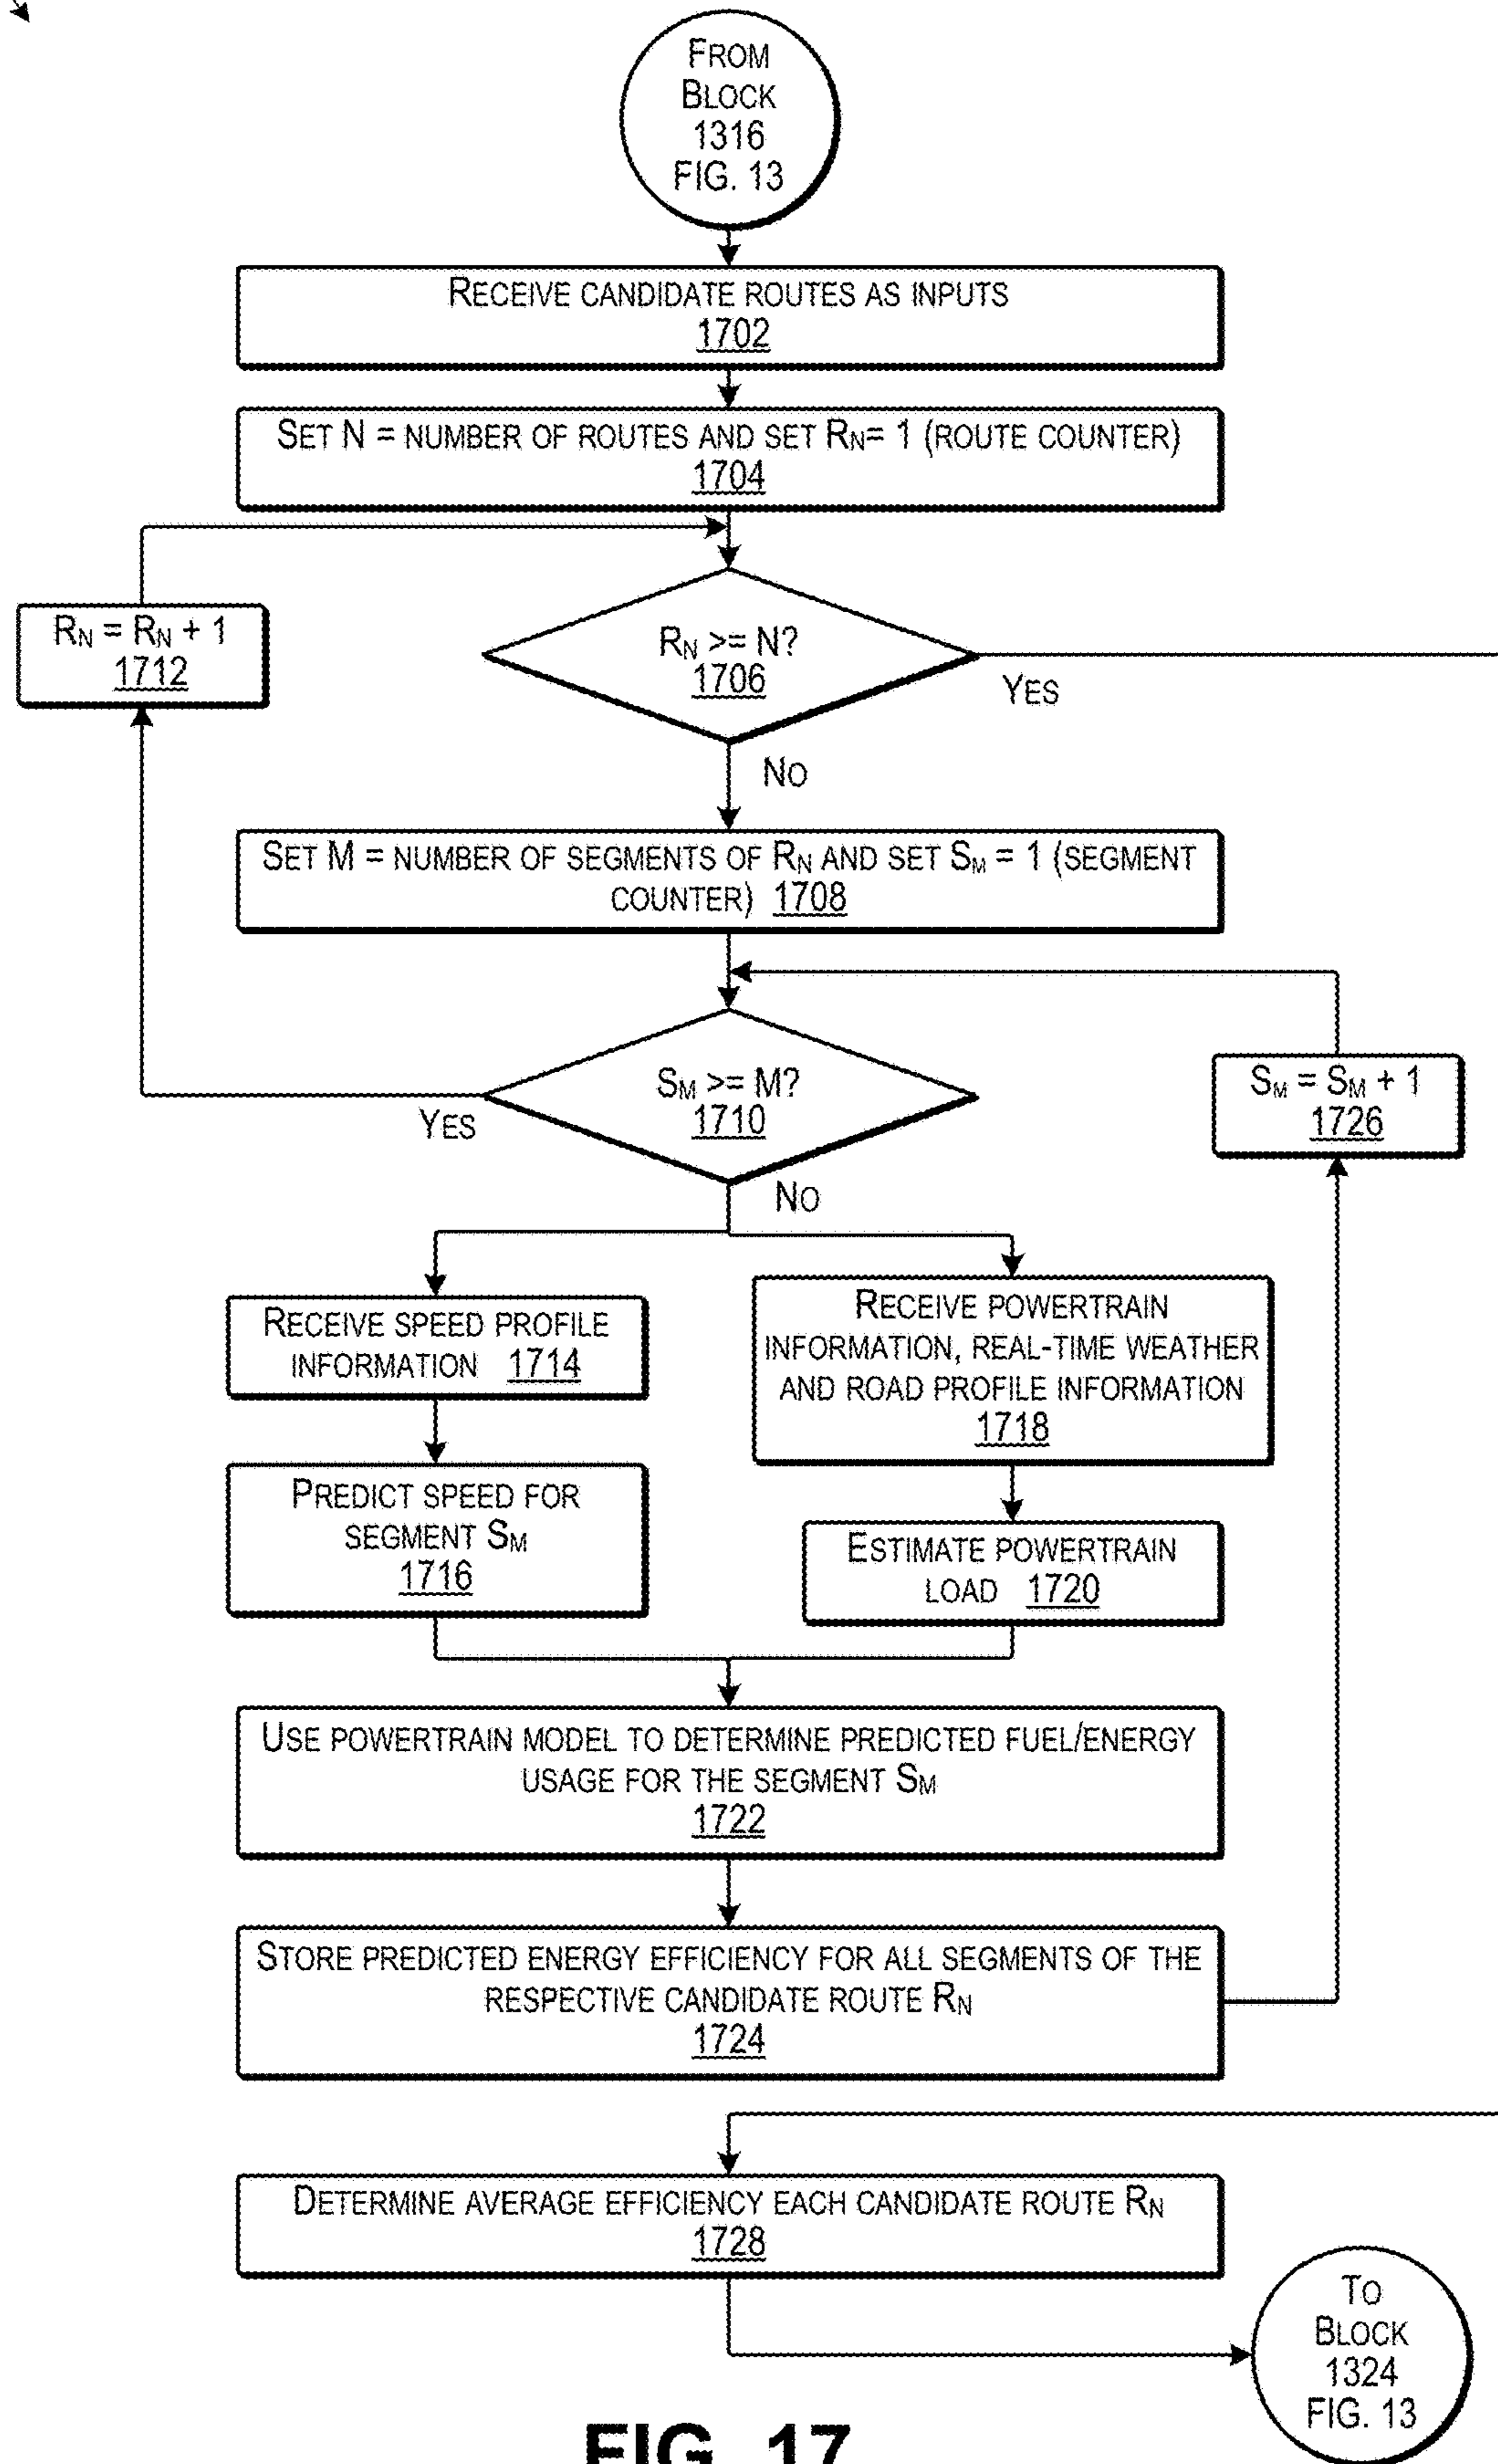 FROM
BLOCK
1316
FIG. 13
RECEIVE CANDIDATE ROUTES AS INPUTS
1702
SET N = NUMBER OF ROUTES AND SET RN= 1 (ROUTE COUNTER)
1704
RN = RN + 1
1712
RN >= N?
1706
YES
NO
SET M = NUMBER OF SEGMENTS OF RN AND SET SM = 1 (SEGMENT
COUNTER) 1708
SM >= M?
1710
YES
NO
SM = SM + 1
1726
RECEIVE SPEED PROFILE
INFORMATION 1714
RECEIVE POWERTRAIN
INFORMATION, REAL-TIME WEATHER
AND ROAD PROFILE INFORMATION
1718
PREDICT SPEED FOR
SEGMENT SM
1716
ESTIMATE POWERTRAIN
LOAD 1720
USE POWERTRAIN MODEL TO DETERMINE PREDICTED FUEL/ENERGY
USAGE FOR THE SEGMENT SM
1722
STORE PREDICTED ENERGY EFFICIENCY FOR ALL SEGMENTS OF THE
RESPECTIVE CANDIDATE ROUTE RN
1724
DETERMINE AVERAGE EFFICIENCY EACH CANDIDATE ROUTE RN
1728
TO
BLOCK
1324
FIG. 13
FIG. 17